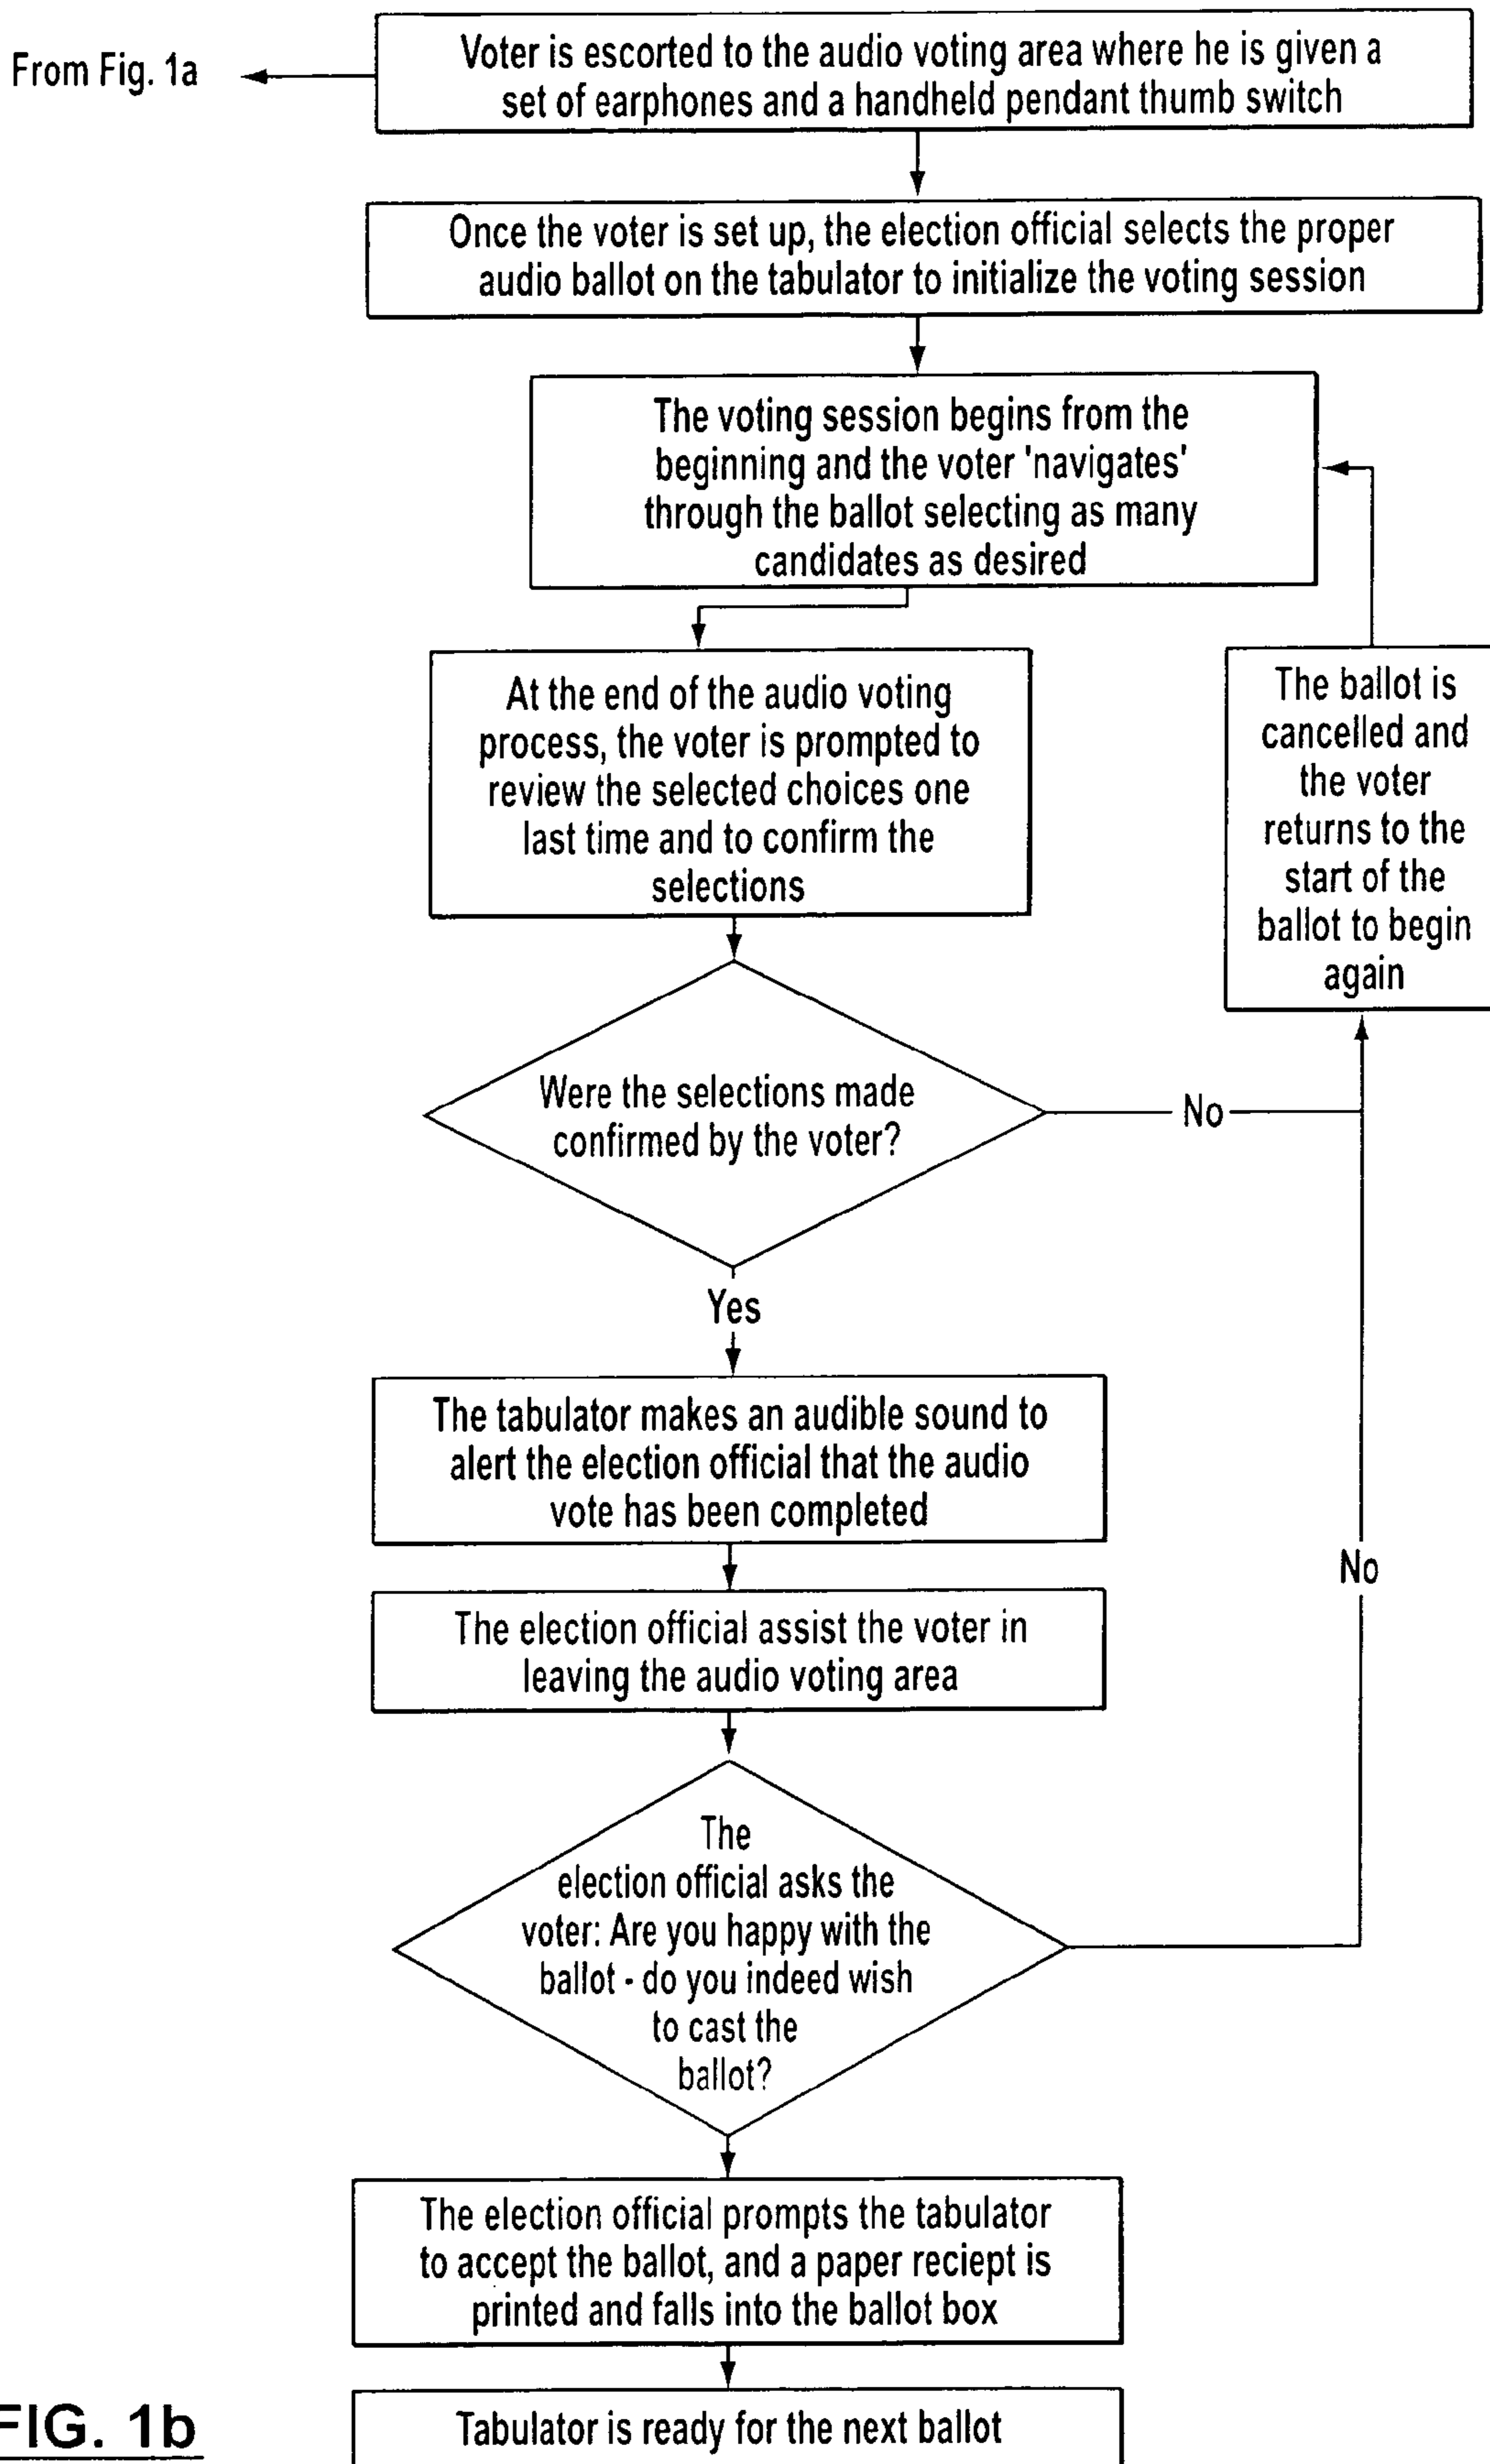 From Fig. 1a
Voter is escorted to the audio voting area where he is given a
set of earphones and a handheld pendant thumb switch
Once the voter is set up, the election official selects the proper
audio ballot on the tabulator to initialize the voting session
The voting session begins from the
beginning and the voter 'navigates'
through the ballot selecting as many
candidates as desired
At the end of the audio voting
process, the voter is prompted to
review the selected choices one
last time and to confirm the
selections
The ballot is
cancelled and
the voter
returns to the
start of the
ballot to begin
again
Were the selections made
confirmed by the voter?
No
Yes
The tabulator makes an audible sound to
alert the election official that the audio
vote has been completed
No
The election official assist the voter in
leaving the audio voting area
The
election official asks the
voter: Are you happy with the
ballot - do you indeed wish
to cast the
ballot?
The election official prompts the tabulator
to accept the ballot, and a paper reciept is
printed and falls into the ballot box
Tabulator is ready for the next ballot
FIG. 1b